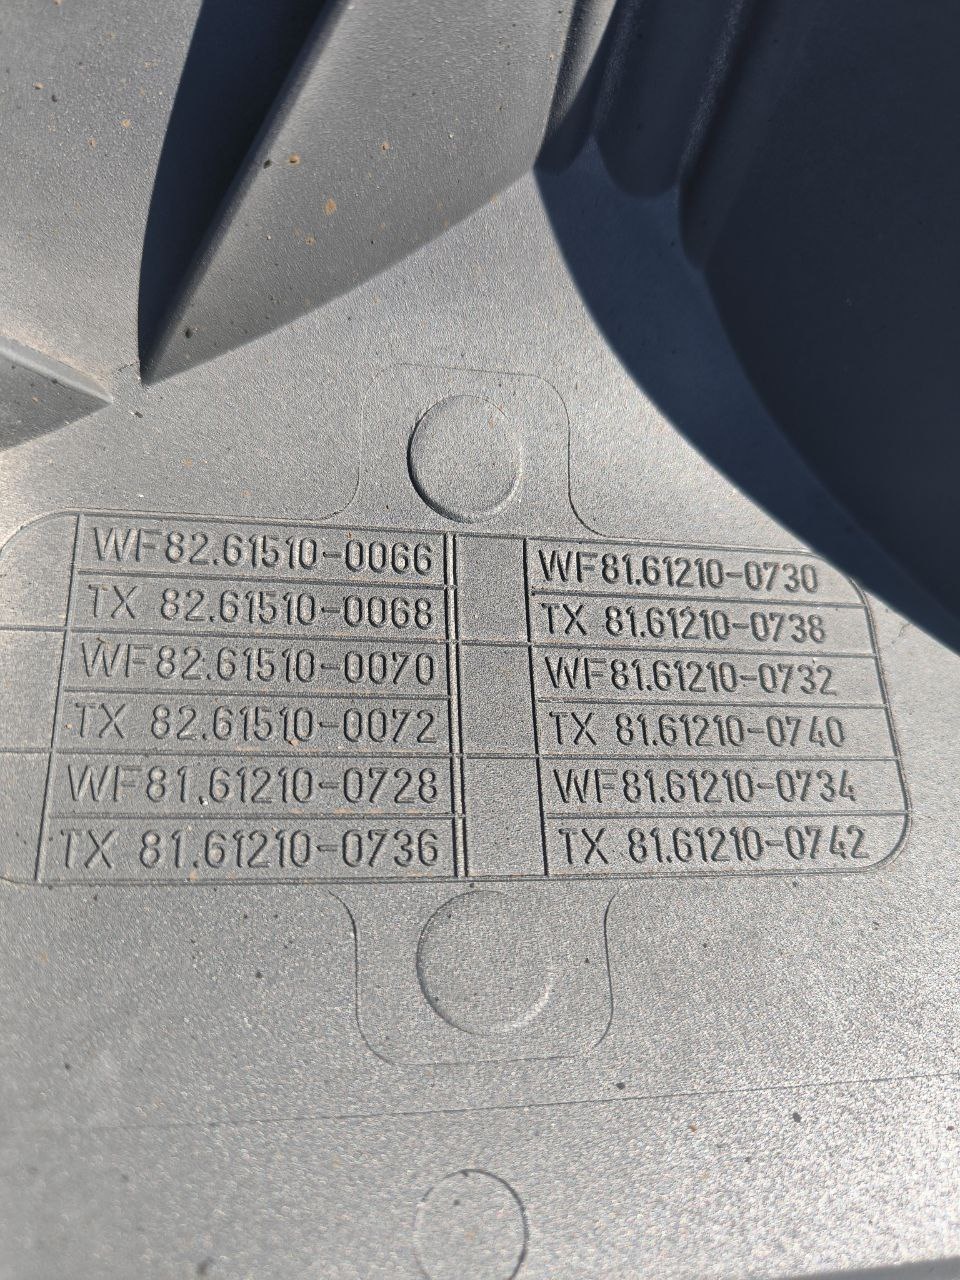 WF82.61510-0066
TX 82.61510-0068
WF82.61510-0070
TX 82.61510-0072
WF81.61210-0728
TX 81.61210-0736
WF81.61210-0730
TX 81.61210-0738
WF81.61210-0732
TX 81.61210-0740
WF81.61210-0734
TX 81.61210-0742